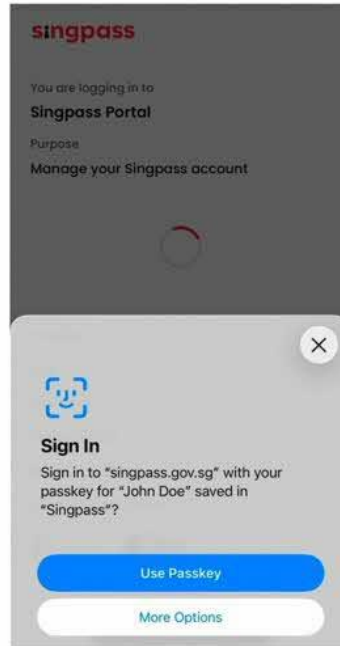 singpass
You are logging in to
Singpass Portal
Purpose
Manage your Singpass account
Sign In
Sign in to "singpass.gov.sg" with your
passkey for "John Doe" saved in
"Singpass"?
Use Passkey
More Options